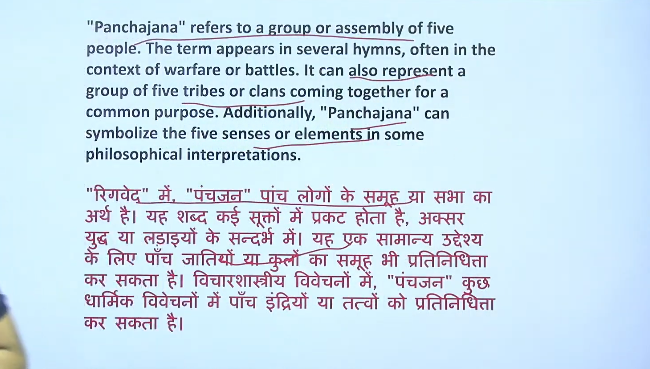 "Panchajana" refers to a group or assembly of five
people. The term appears in several hymns, often in the
context of warfare or battles. It can also represent a
group of five tribes or clans coming together for a
common purpose. Additionally, "Panchajana" can
symbolize the five senses or elements in some
philosophical interpretations.
"रिगवेद" में, "पंचजन" पांच लोगों के समूह या सभा का
अर्थ है। यह शब्द कई सूक्तों में प्रकट होता है, अक्सर
युद्ध या लड़ाइयों के सन्दर्भ में। यह एक सामान्य उद्देश्य
के लिए पाँच जातियों या कुलों का समूह भी प्रतिनिधित्ता
कर सकता है। विचारशास्त्रीय विवेचनों में, "पंचजन" कुछ
धार्मिक विवेचनों में पाँच इंद्रियों या तत्वों को प्रतिनिधित्ता
कर सकता है।